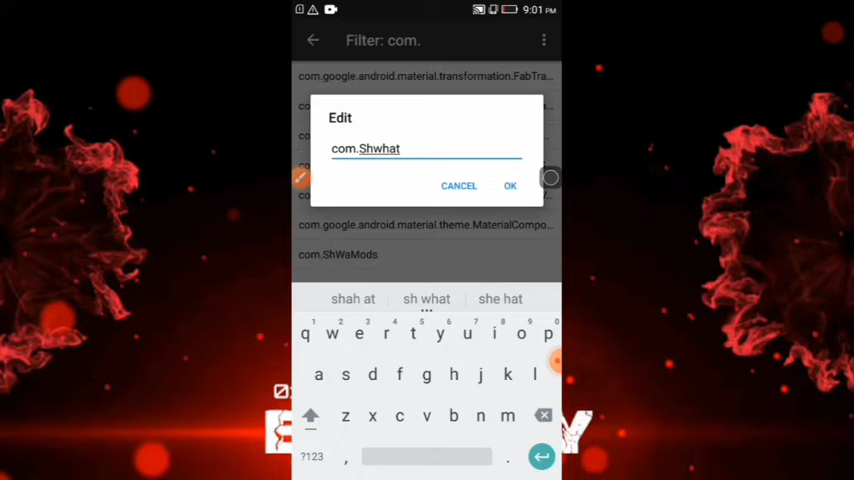 9:01 PM
Filter: com.
com.google.android.material.transformation.FabTra...
Edit
com.Shwhat
CANCEL OK
com.google.android.material.theme.MaterialCompo...
com.ShWaMods
shah at sh what she hat
1 2 3 4 5 6 7 8 9 0
q w e r t y u i o p
a s d f g h j k l
z x c v b n m
?123 , .